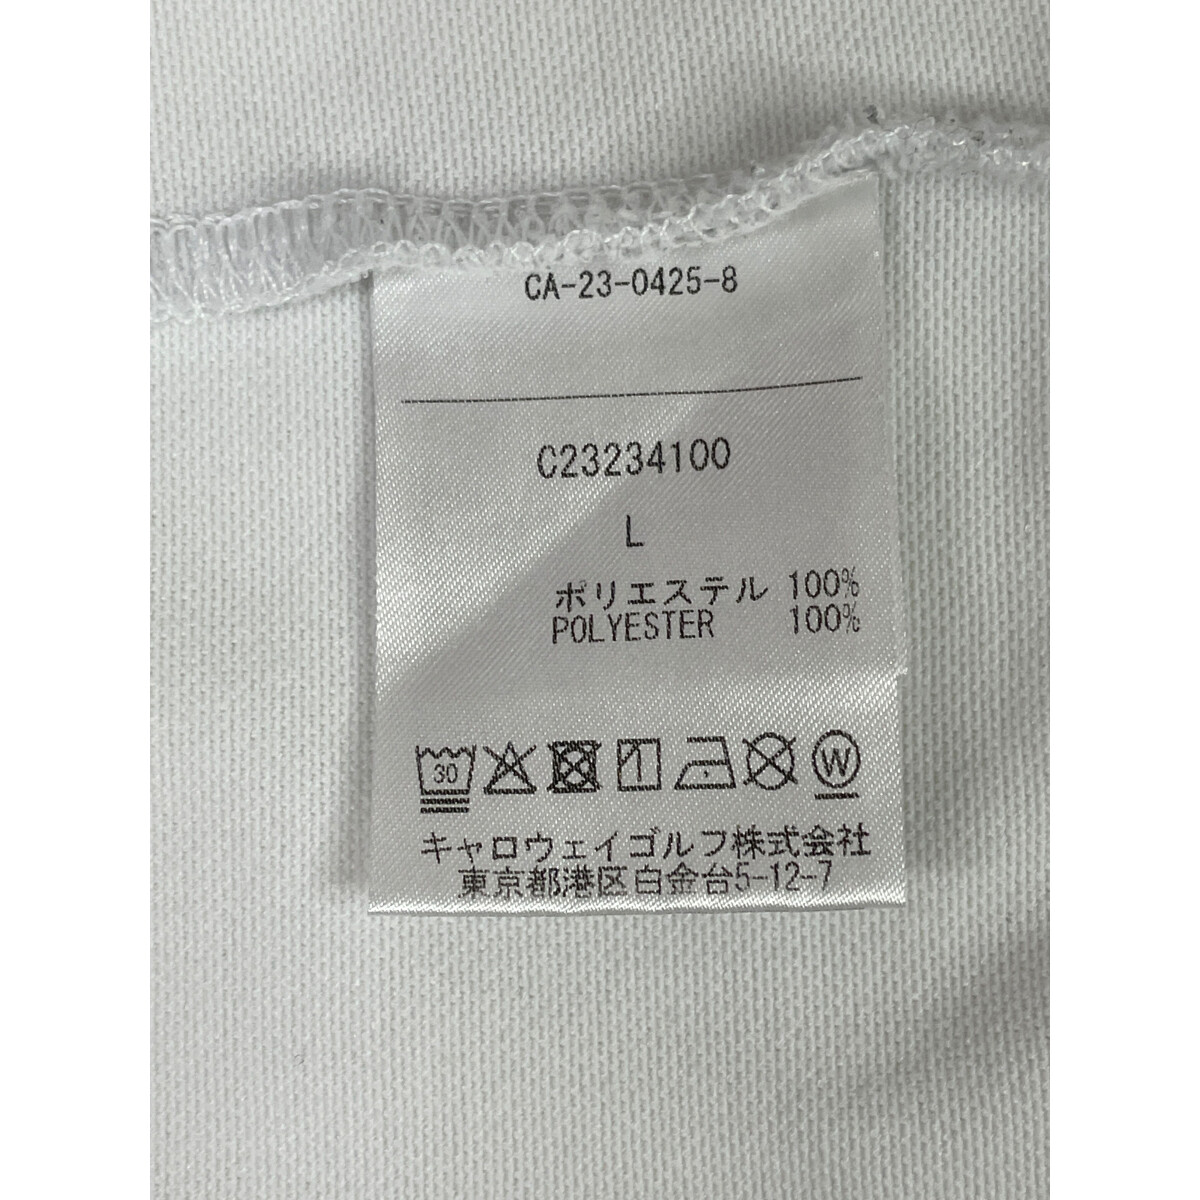 CA-23-0425-8
C23234100
L
ポリエステル 100%
POLYESTER 100%
30 W
キャロウェイゴルフ株式会社
東京都港区白金台5-12-7